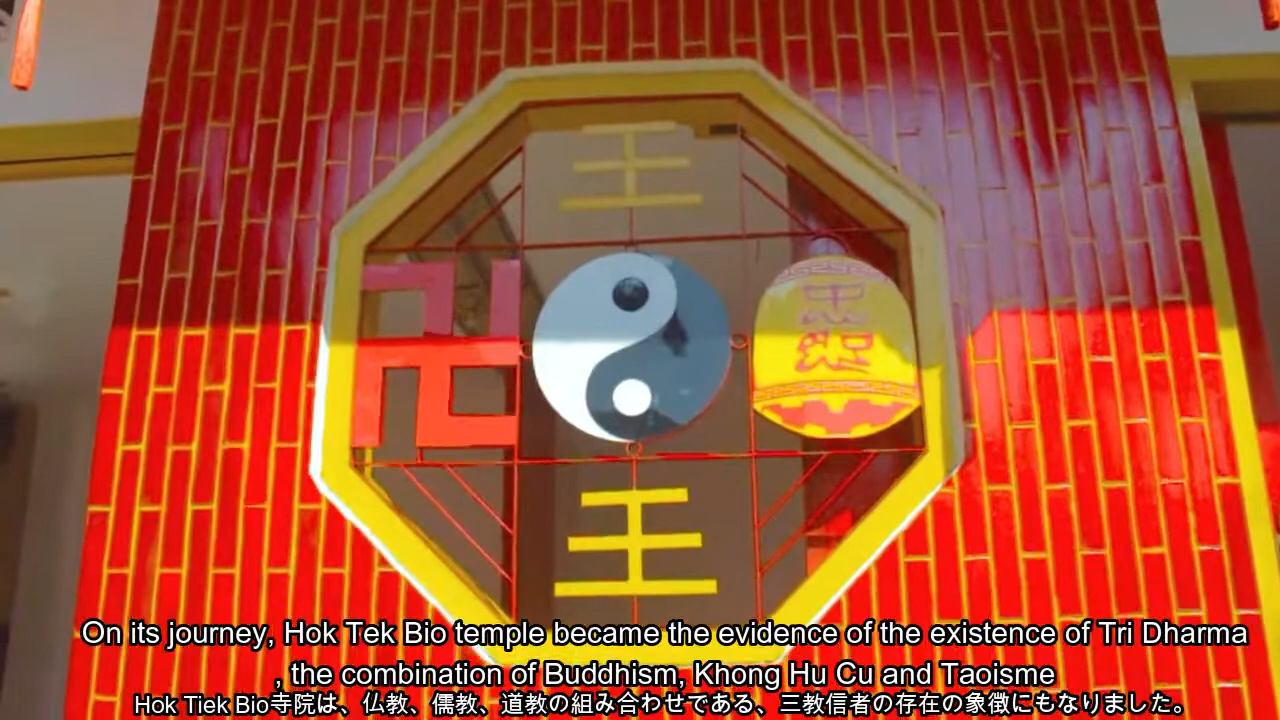 王
忠恕
王
On its journey, Hok Tek Bio temple became the evidence of the existence of Tri Dharma
, the combination of Buddhism, Khong Hu Cu and Taoisme
Hok Tiek Bio寺院は、仏教、儒教、道教の組み合わせである、三教信者の存在の象徴にもなりました。